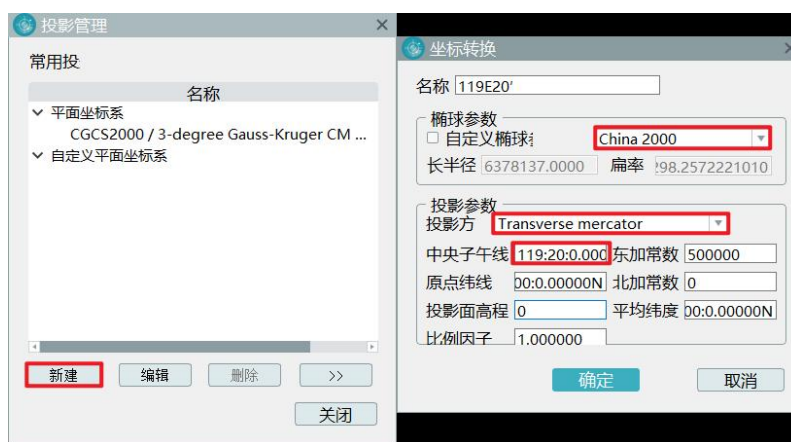 投影管理
常用投
名称
平面坐标系
CGCS2000 / 3-degree Gauss-Kruger CM ...
自定义平面坐标系
新建 编辑 删除 >>
关闭
坐标转换
名称 119E20'
椭球参数
自定义椭球 China 2000
长半径 6378137.0000 扁率 298.2572221010
投影参数
投影方 Transverse mercator
中央子午线 119:20:0.000 东加常数 500000
原点纬线 00:0.00000N 北加常数 0
投影面高程 0 平均纬度 00:0.00000N
比例因子 1.000000
确定 取消